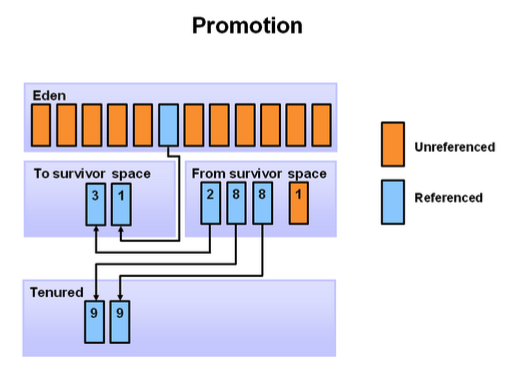 Promotion
Eden
To survivor space
From survivor space
3 1
2 8 8 1
Unreferenced
Referenced
Tenured
9 9